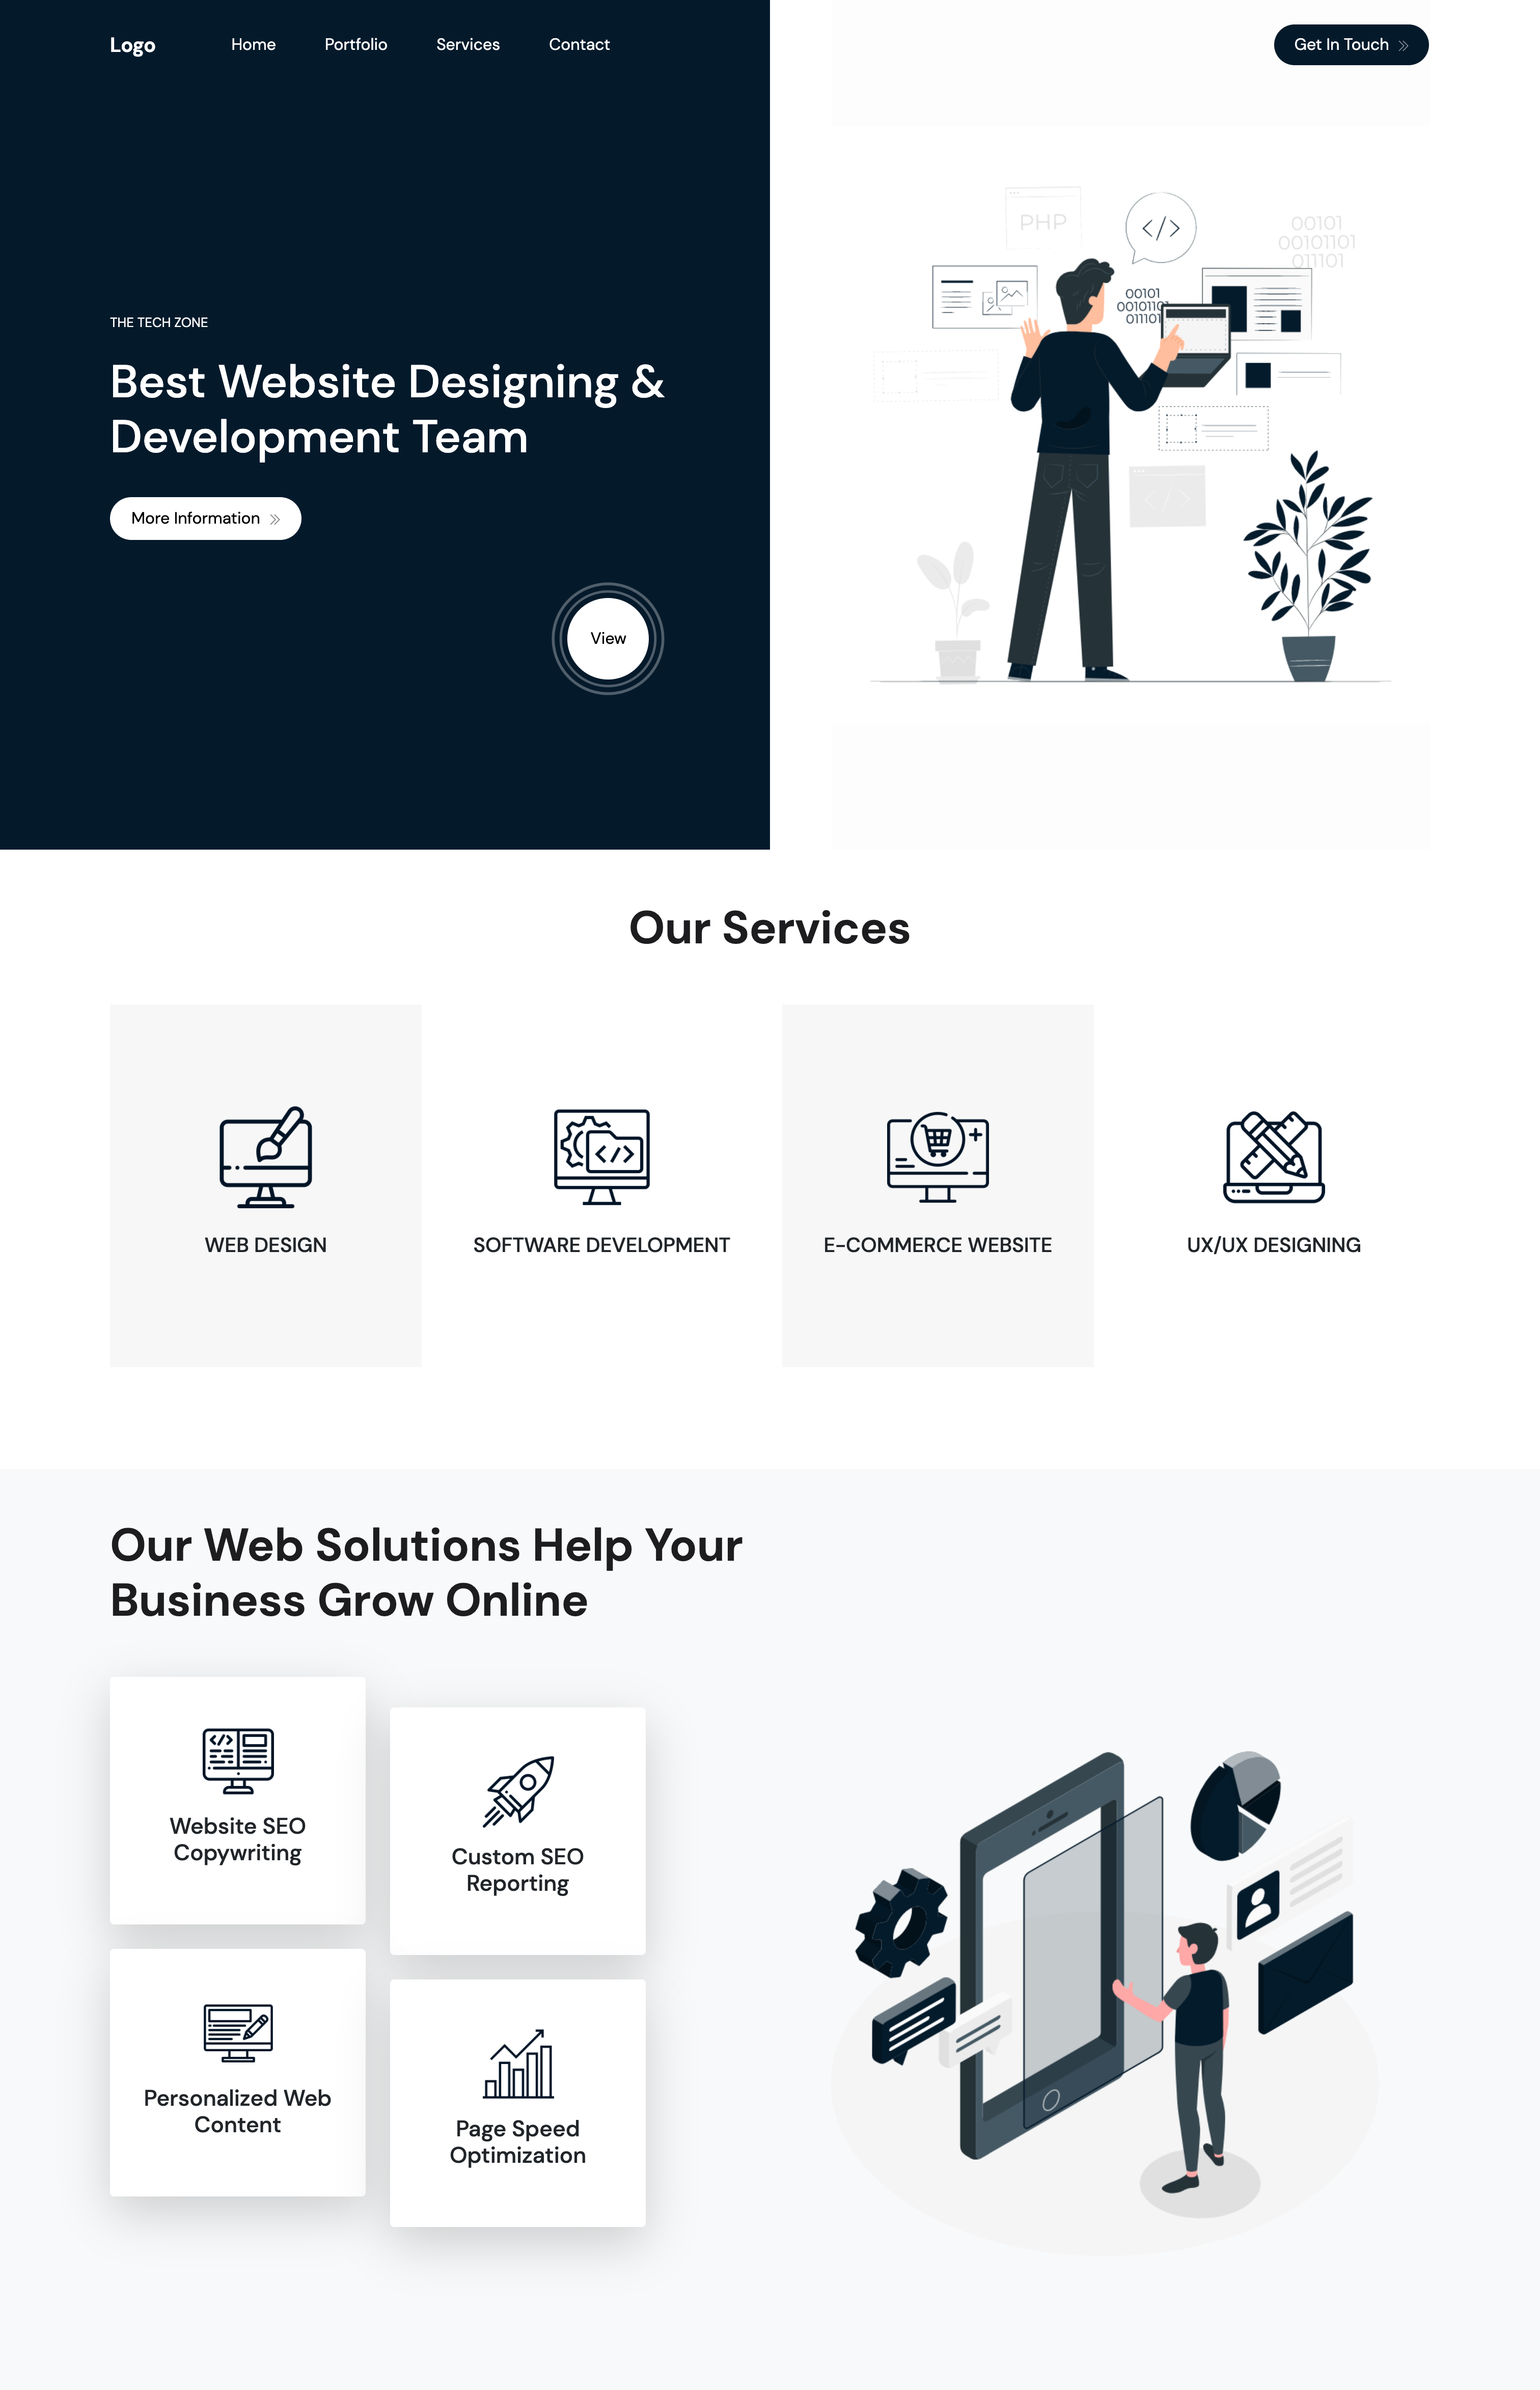 Logo
Home
Portfolio
Services
Contact
Get In Touch
THE TECH ZONE
Best Website Designing &
Development Team
More Information
View
PHP
</>
00101
00101101
011101
00101
00101101
011101
</>
Our Services
</>
WEB DESIGN
SOFTWARE DEVELOPMENT
E-COMMERCE WEBSITE
UX/UX DESIGNING
Our Web Solutions Help Your
Business Grow Online
</>
Website SEO
Copywriting
Custom SEO
Reporting
Personalized Web
Content
Page Speed
Optimization